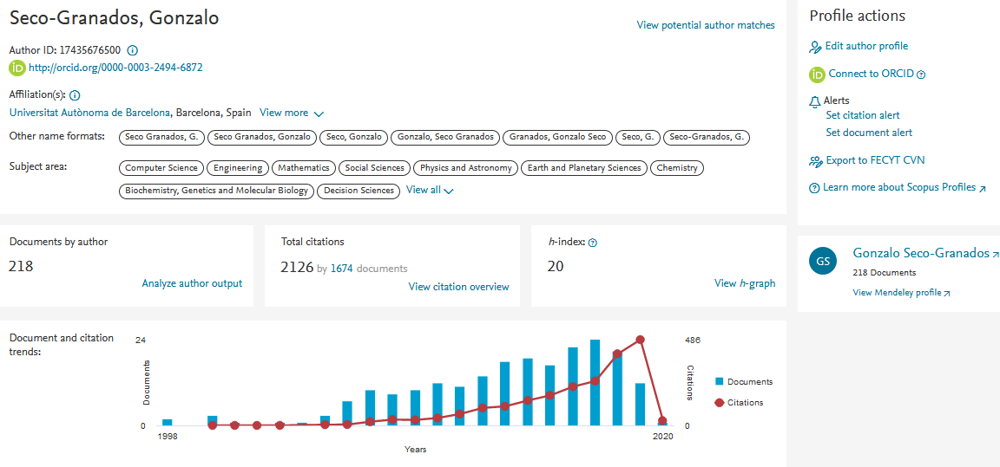 Seco-Granados, Gonzalo
View potential author matches
Author ID: 17435676500
iD http://orcid.org/0000-0003-2494-6872
Affiliation(s):
Universitat Autònoma de Barcelona, Barcelona, Spain View more
Other name formats: Seco Granados, G. Seco Granados, Gonzalo Seco, Gonzalo Gonzalo, Seco Granados Granados, Gonzalo Seco Seco, G. Seco-Granados, G.
Subject area: Computer Science Engineering Mathematics Social Sciences Physics and Astronomy Earth and Planetary Sciences Chemistry
Biochemistry, Genetics and Molecular Biology Decision Sciences View all
Profile actions
Edit author profile
iD Connect to ORCID
Alerts
Set citation alert
Set document alert
Export to FECYT CVN
Learn more about Scopus Profiles
Documents by author
218
Analyze author output
Total citations
2126 by 1674 documents
View citation overview
h-index:
20
View h-graph
GS Gonzalo Seco-Granados
218 Documents
View Mendeley profile
Document and citation
trends:
24
Documents
0
1998
Years
2020
486
Citations
0
Documents
Citations